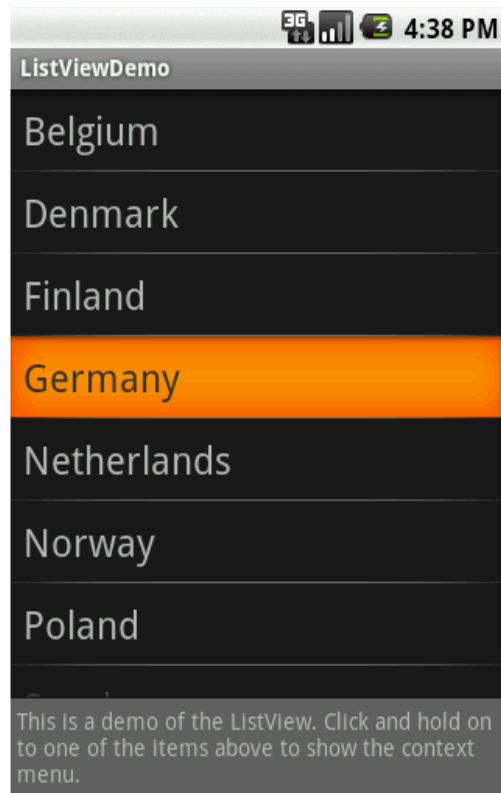 3G 4:38 PM
ListViewDemo
Belgium
Denmark
Finland
Germany
Netherlands
Norway
Poland
This is a demo of the ListView. Click and hold on
to one of the items above to show the context
menu.